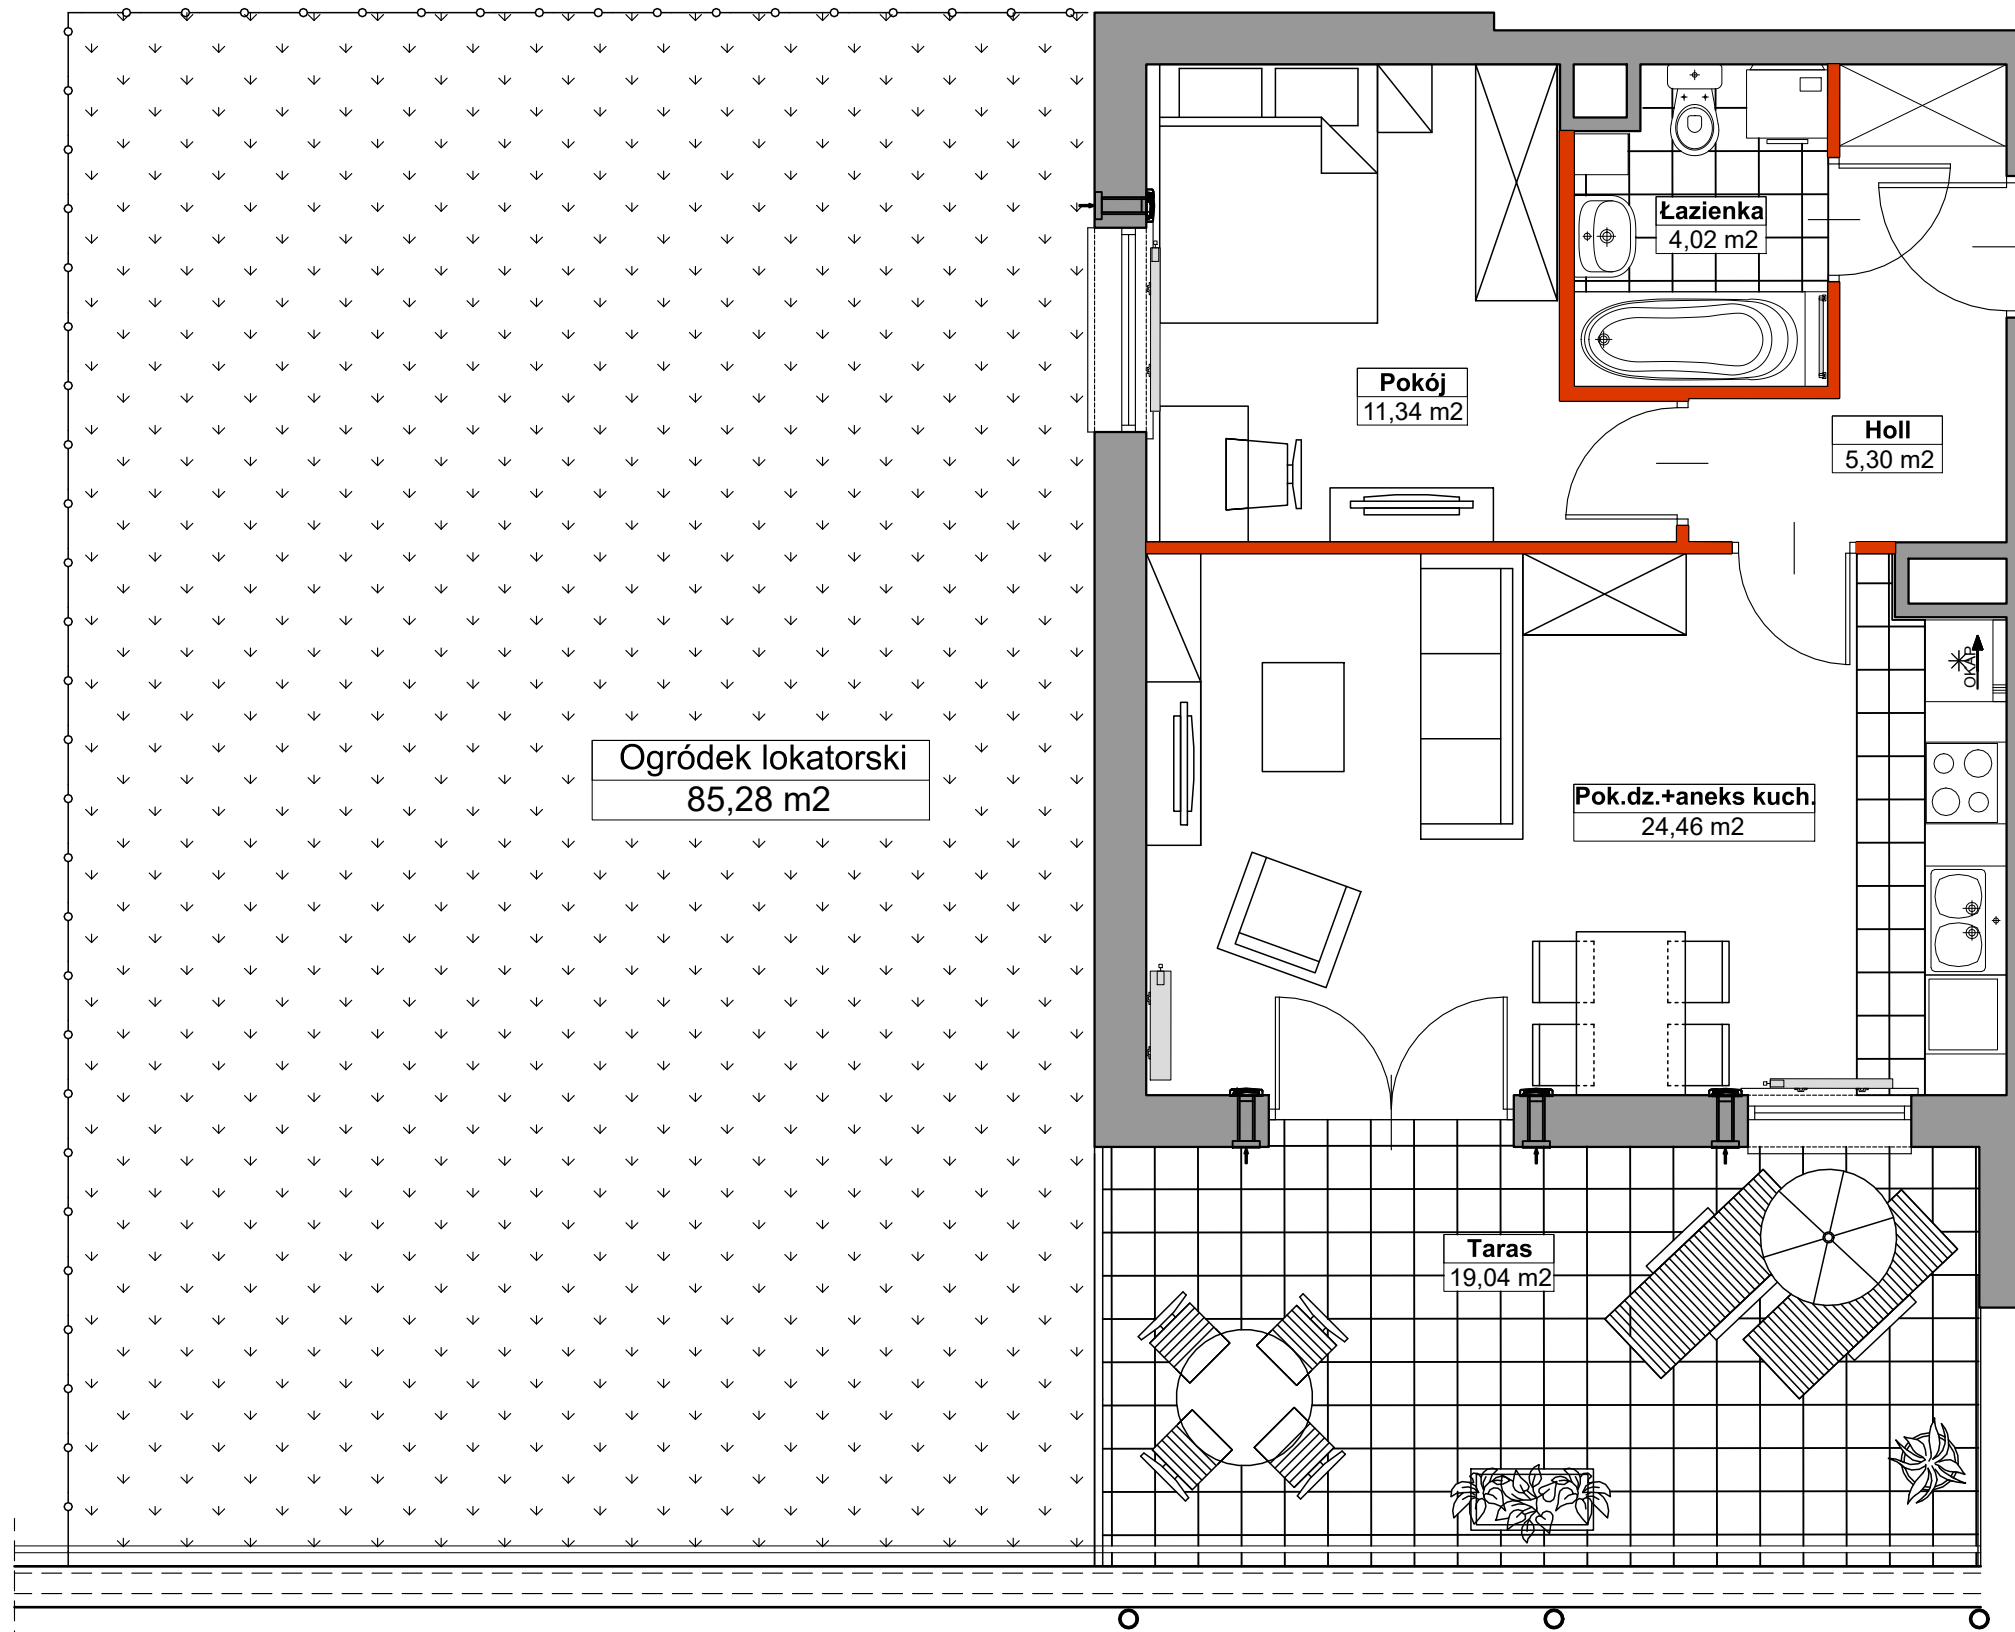 Łazienka
4,02 m2
Pokój
11,34 m2
Holl
5,30 m2
OKAP
Ogródek lokatorski
85,28 m2
Pok.dz.+aneks kuch.
24,46 m2
Taras
19,04 m2